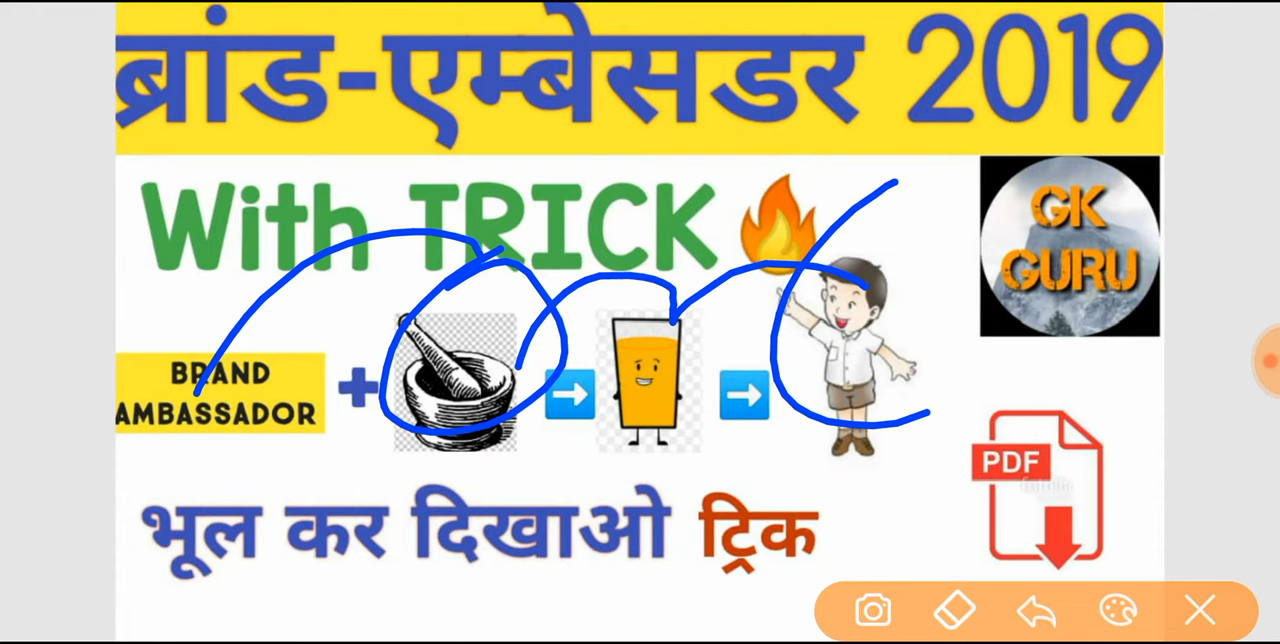 ब्रांड-एम्बेसडर 2019
With TRICK
GK
GURU
BRAND
AMBASSADOR
PDF
भूल कर दिखाओ ट्रिक